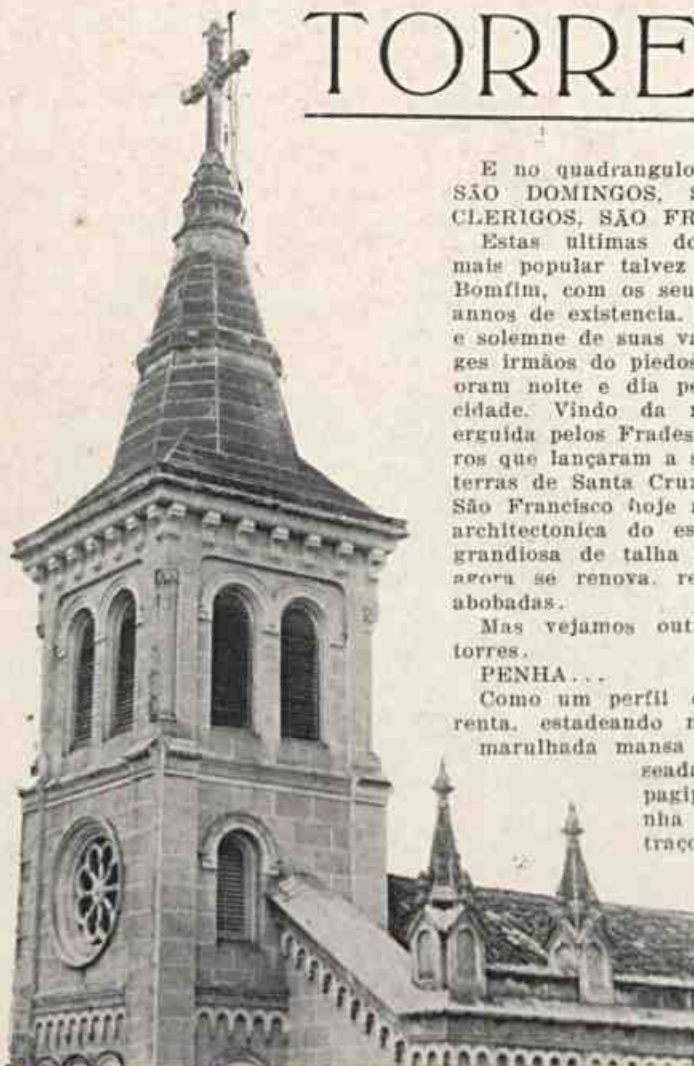 TORRE
E no quadrangulo
SÃO DOMINGOS, S
CLERIGOS, SÃO FR
Estas ultimas do
mais popular talvez
Bomfim, com os seu
annos de existencia.
e solemne de suas va
ges irmãos do piedos
oram noite e dia pe
cidade. Vindo da
erguida pelos Frades
ros que lançaram a s
terras de Santa Cruz
São Francisco hoje a
architectonica do es
grandiosa de talha
agora se renova, re
abobadas.
Mas vejamos out
torres.
PENHA...
Como um perfil
renta, estadeando
marulhada mansa
seada
pagin
nha
traço